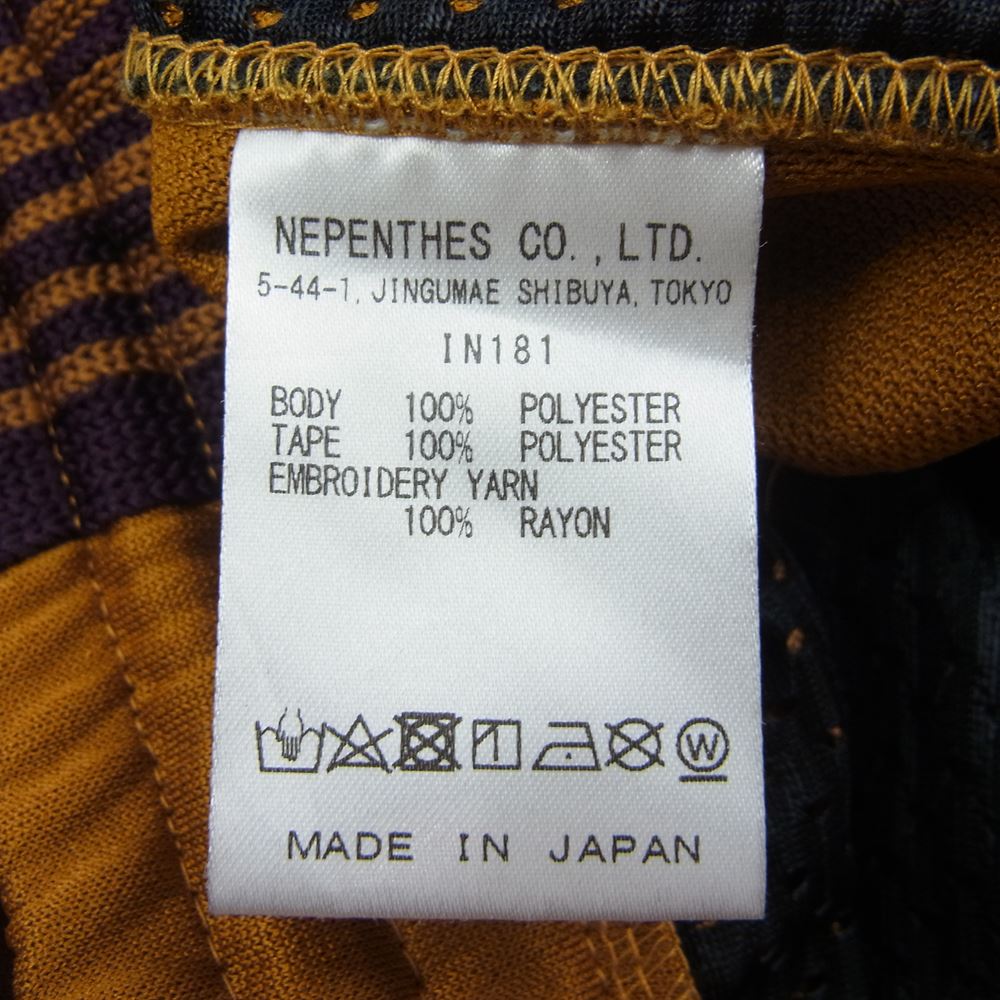 NEPENTHES CO.,LTD.
5-44-1, JINGUMAE SHIBUYA, TOKYO
IN181
BODY 100% POLYESTER
TAPE 100% POLYESTER
EMBROIDERY YARN
100% RAYON
W
MADE IN JAPAN